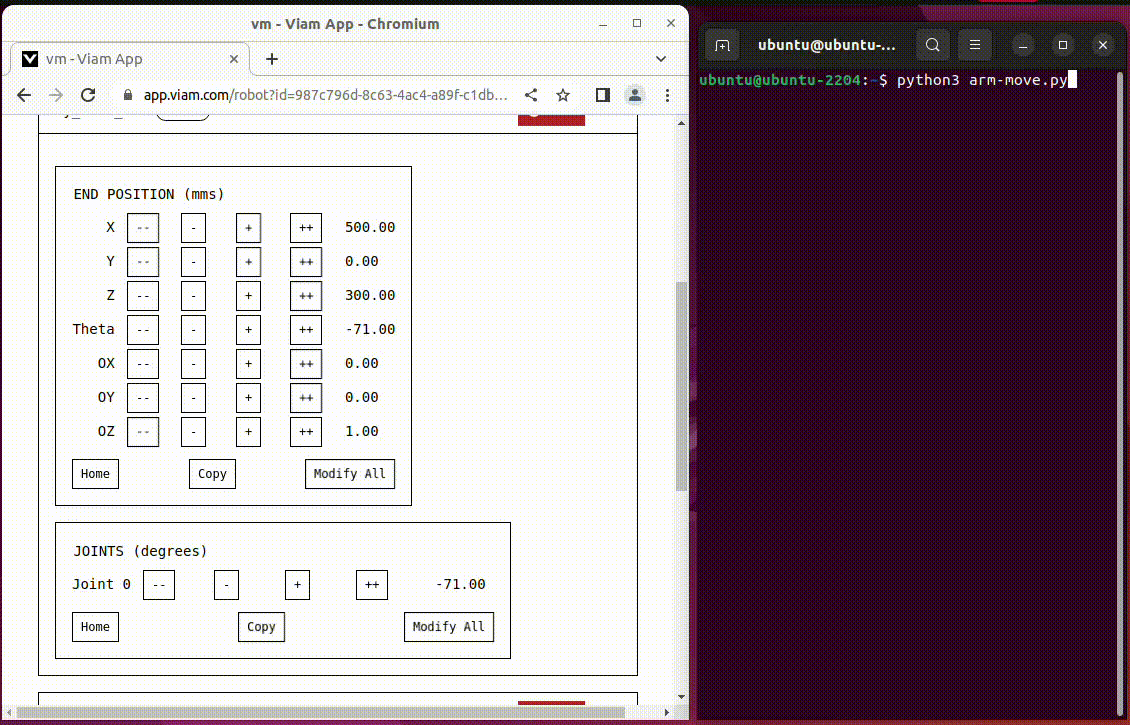 vm - Viam App - Chromium
vm - Viam App
app.viam.com/robot?id=987c796d-8c63-4ac4-a89f-c1db...
END POSITION (mms)
X -- - + ++ 500.00
Y -- - + ++ 0.00
Z -- - + ++ 300.00
Theta -- - + ++ -71.00
OX -- - + ++ 0.00
OY -- - + ++ 0.00
OZ -- - + ++ 1.00
Home Copy Modify All
JOINTS (degrees)
Joint 0 -- - + ++ -71.00
Home Copy Modify All
ubuntu@ubuntu-...
ubuntu@ubuntu-2204:~$ python3 arm-move.py